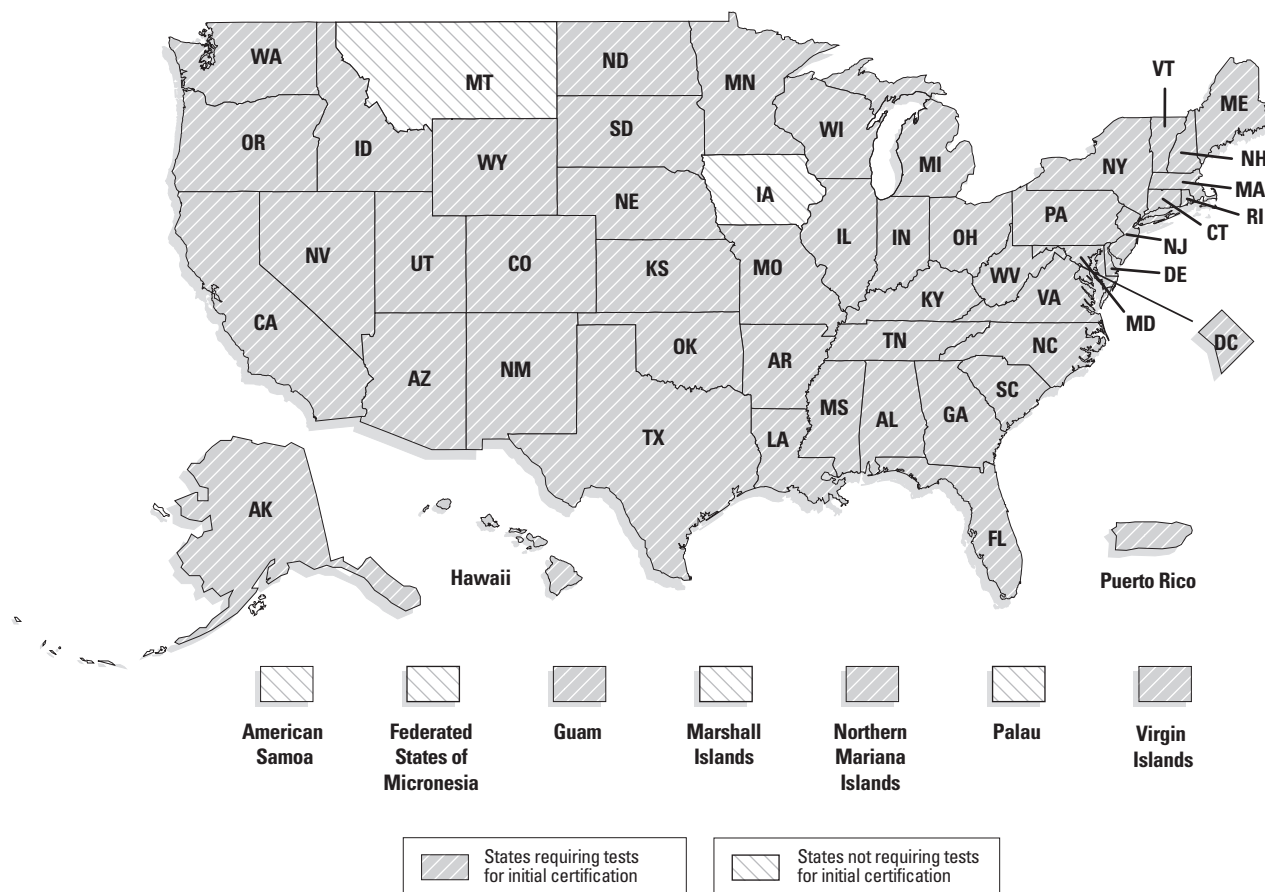 WA
MT
ND
MN
VT
ME
OR
ID
SD
WI
MI
NY
NH
WY
IA
MA
NE
PA
RI
CT
NV
UT
CO
IL
IN
OH
NJ
KS
MO
WV
DE
CA
KY
VA
MD
TN
NC
DC
AZ
NM
OK
AR
SC
MS
AL
GA
TX
LA
AK
FL
Hawaii
Puerto Rico
American
Samoa
Federated
States of
Micronesia
Guam
Marshall
Islands
Northern
Mariana
Islands
Palau
Virgin
Islands
States requiring tests
for initial certification
States not requiring tests
for initial certification